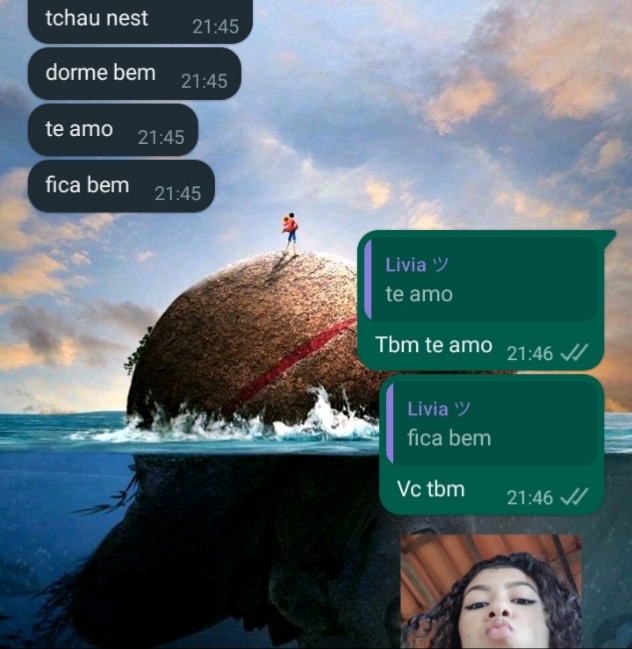 tchau nest 21:45
dorme bem 21:45
te amo 21:45
fica bem 21:45
Livia ツ
te amo
Tbm te amo 21:46
Livia ツ
fica bem
Vc tbm 21:46